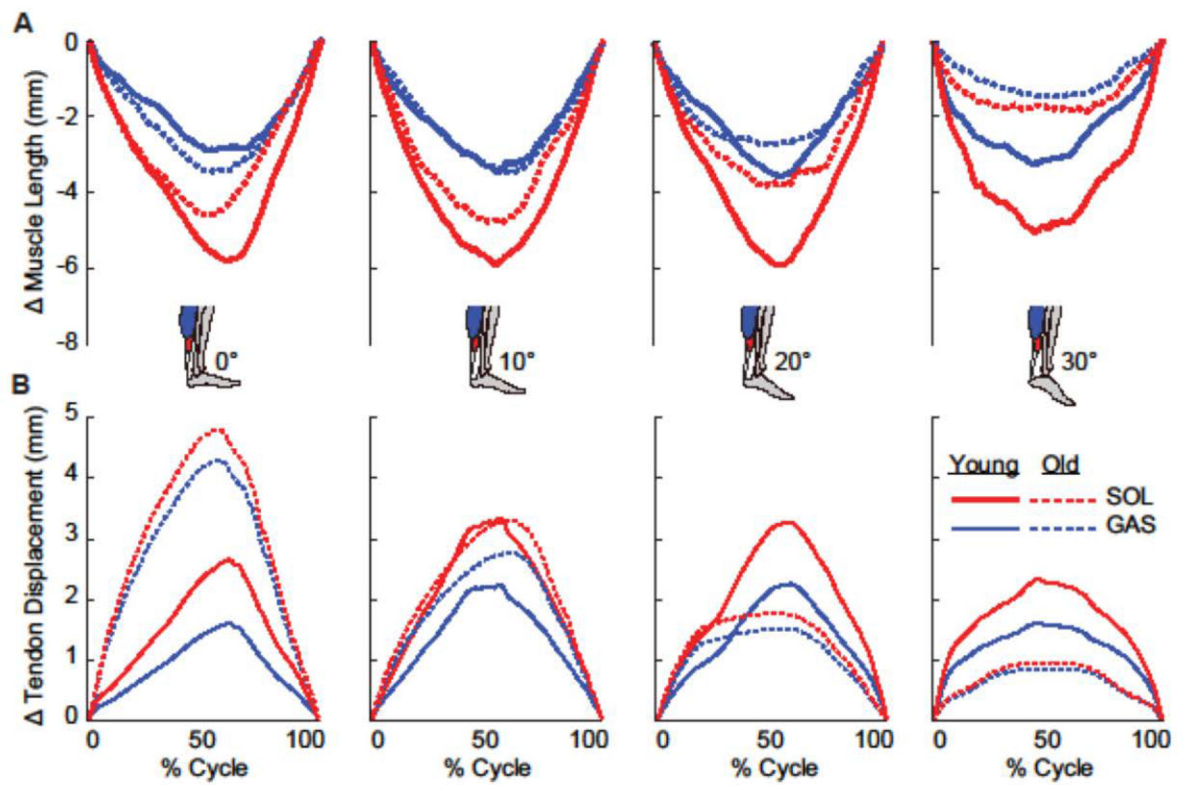 A
Δ Muscle Length (mm)
0
-2
-4
-6
-8
0°
10°
20°
30°
B
Δ Tendon Displacement (mm)
5
4
3
2
1
0
Young Old
SOL
GAS
0 50 100
0 50 100
0 50 100
0 50 100
% Cycle
% Cycle
% Cycle
% Cycle